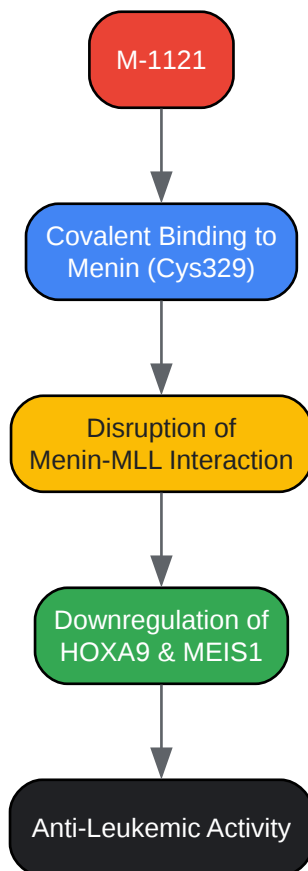 M-1121
Covalent Binding to
Menin (Cys329)
Disruption of
Menin-MLL Interaction
Downregulation of
HOXA9 & MEIS1
Anti-Leukemic Activity